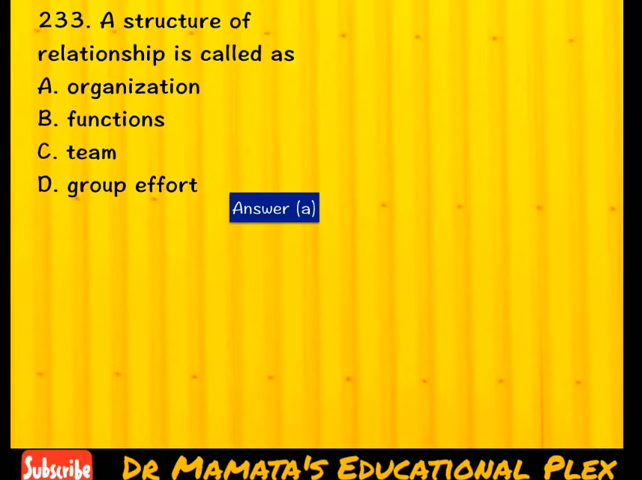 233. A structure of
relationship is called as
A. organization
B. functions
C. team
D. group effort
Answer (a)
Subscribe
DR MAMATA'S EDUCATIONAL PLEX